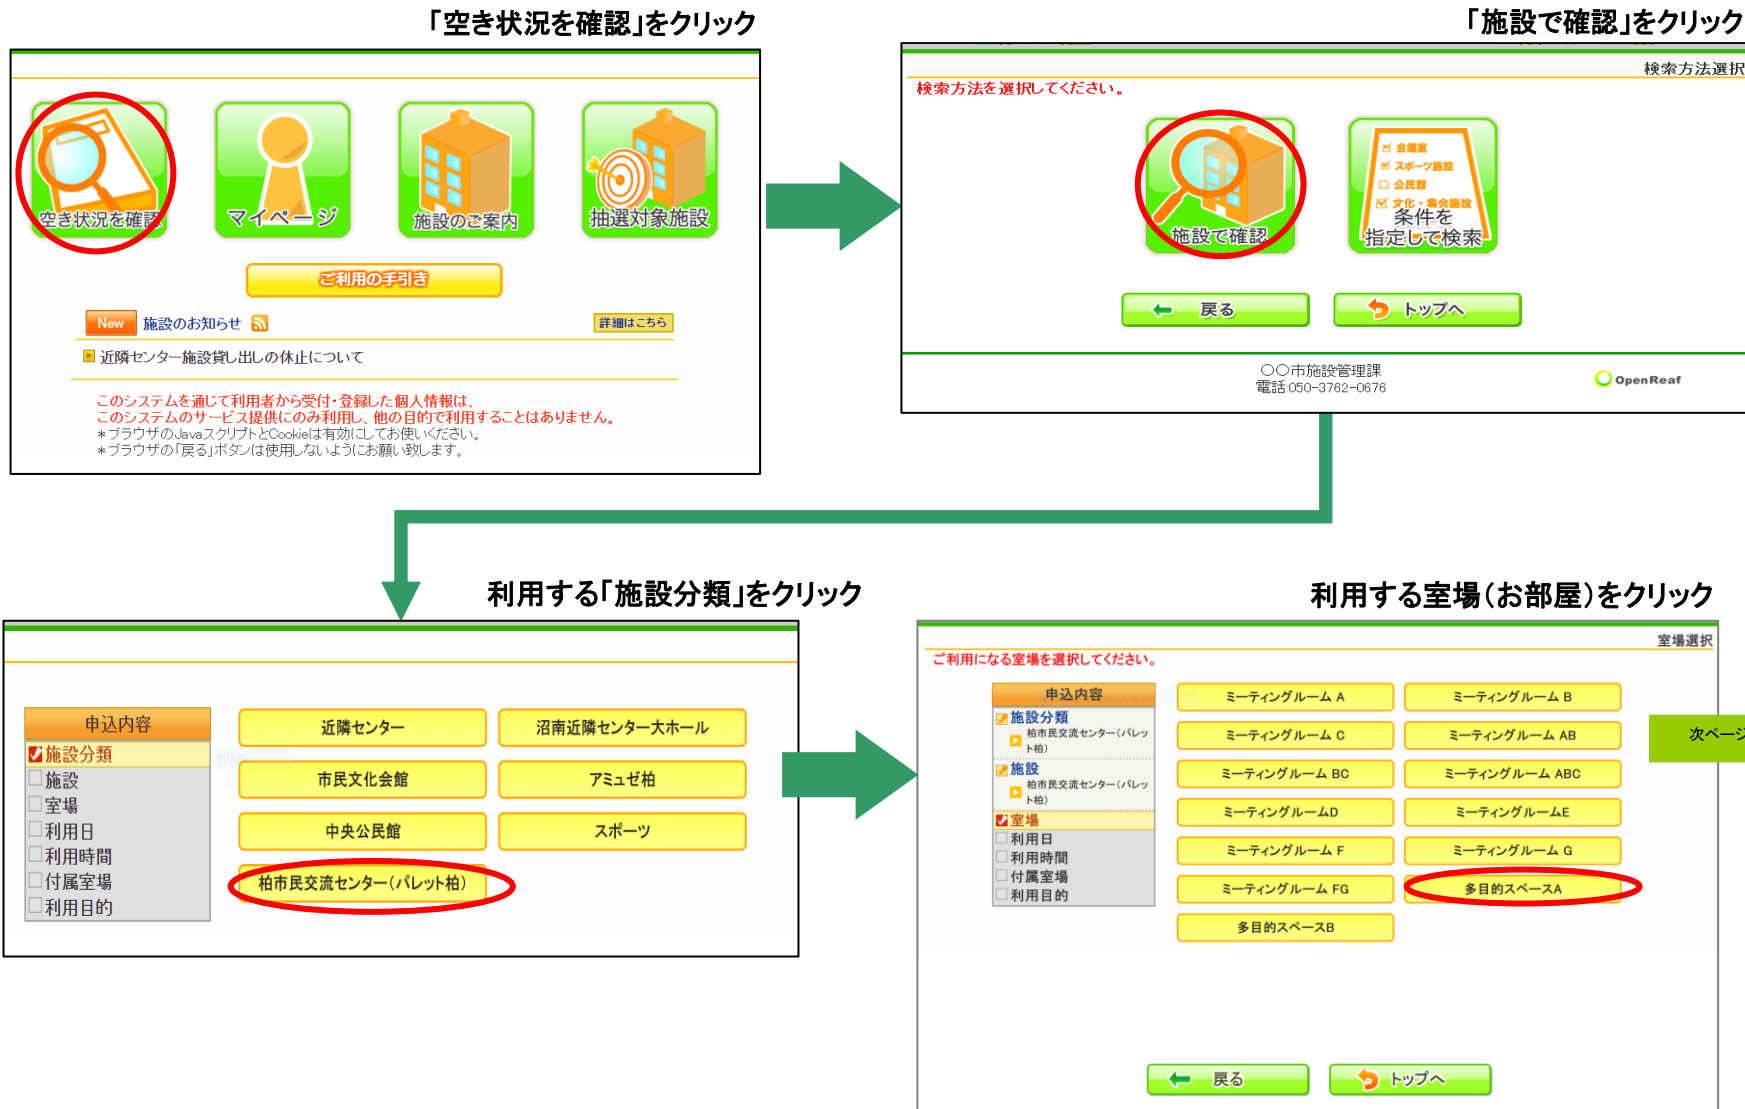 「空き状況を確認」をクリック
空き状況を確認
マイページ
施設のご案内
抽選対象施設
ご利用の手引き
New 施設のお知らせ
詳細はこちら
近隣センター施設貸し出しの休止について
このシステムを通じて利用者から受付・登録した個人情報は、
このシステムのサービス提供にのみ利用し、他の目的で利用することはありません。
*ブラウザのJavaスクリプトとCookieは有効にしてお使いください。
*ブラウザの「戻る」ボタンは使用しないようにお願い致します。
「施設で確認」をクリック
検索方法選択
検索方法を選択してください。
施設で確認
会議室
スポーツ施設
公民館
文化・集会施設
条件を
指定して検索
戻る
トップへ
〇〇市施設管理課
電話:050-3762-0676
OpenReaf
利用する「施設分類」をクリック
申込内容
施設分類
施設
室場
利用日
利用時間
付属室場
利用目的
近隣センター
沼南近隣センター大ホール
市民文化会館
アミュゼ柏
中央公民館
スポーツ
柏市民交流センター(パレット柏)
利用する室場(お部屋)をクリック
室場選択
ご利用になる室場を選択してください。
申込内容
施設分類
柏市民交流センター(パレッ
ト柏)
施設
柏市民交流センター(パレッ
ト柏)
室場
利用日
利用時間
付属室場
利用目的
ミーティングルーム A
ミーティングルーム B
ミーティングルーム C
ミーティングルーム AB
ミーティングルーム BC
ミーティングルーム ABC
ミーティングルームD
ミーティングルームE
ミーティングルーム F
ミーティングルーム G
ミーティングルーム FG
多目的スペースA
多目的スペースB
戻る
トップへ
次ページ